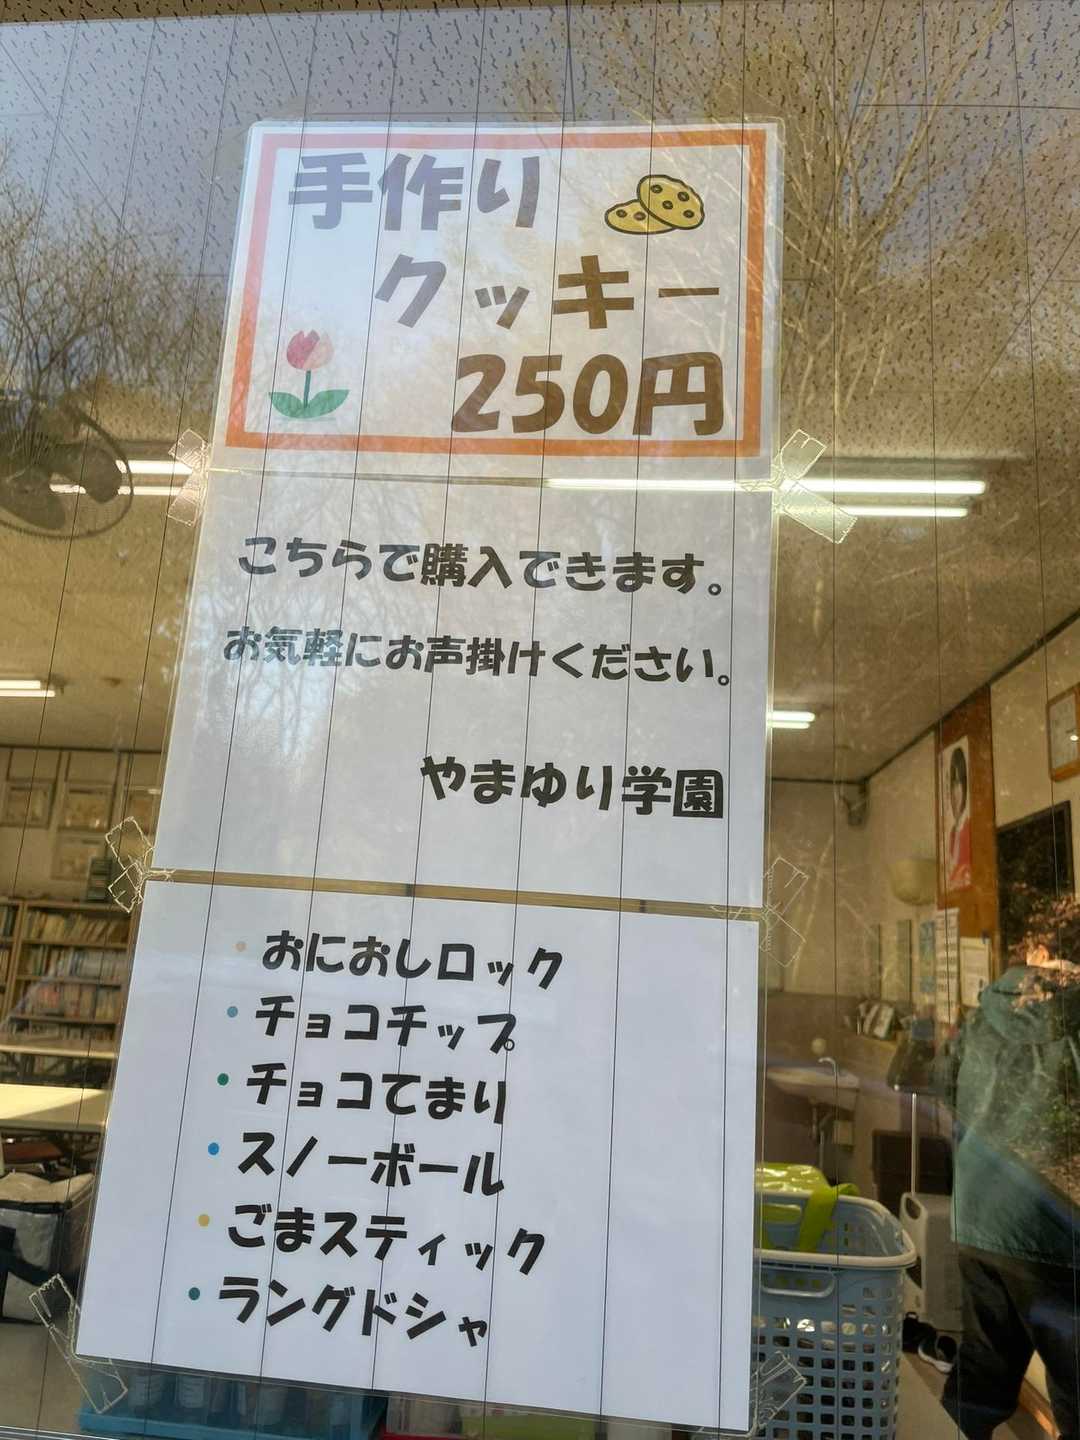 手作り
クッキー
250円
こちらで購入できます。
お気軽にお声掛けください。
やまゆり学園
• おにおしロック
• チョコチップ
• チョコてまり
• スノーボール
• ごまスティック
• ラングドシャ